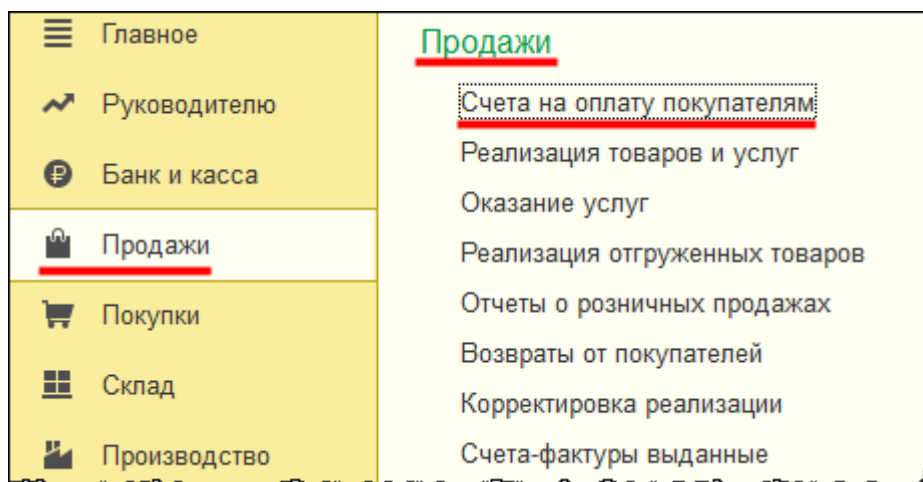 Главное
Руководителю
Банк и касса
Продажи
Покупки
Склад
Производство
Продажи
Счета на оплату покупателям
Реализация товаров и услуг
Оказание услуг
Реализация отгруженных товаров
Отчеты о розничных продажах
Возвраты от покупателей
Корректировка реализации
Счета-фактуры выданные